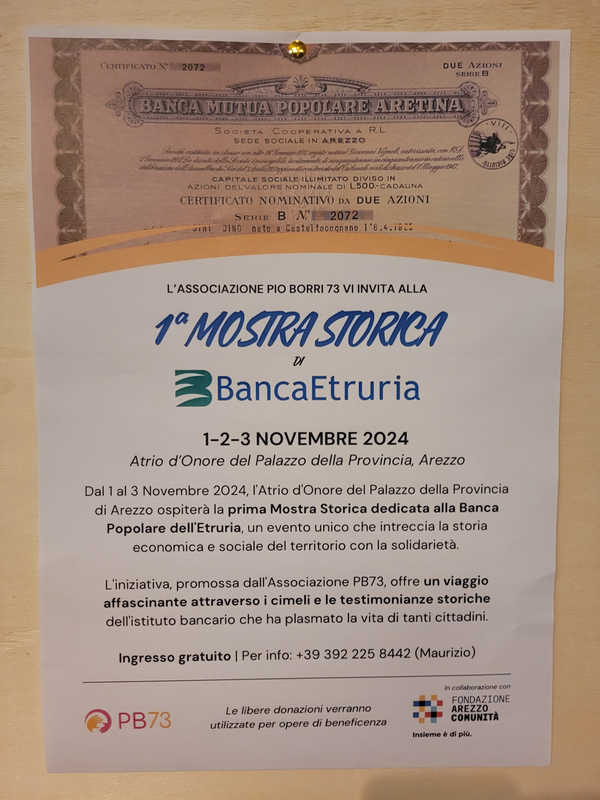 CERTIFICATO N° 2072
DUE AZIONI
SERIE B
BANCA MUTUA POPOLARE ARETINA
SOCIETÀ COOPERATIVA A R.L.
SEDE SOCIALE IN AREZZO
CAPITALE SOCIALE ILLIMITATO DIVISO IN
AZIONI DEL VALORE NOMINALE DI L.500.- CADAUNA
CERTIFICATO NOMINATIVO DA DUE AZIONI
SERIE B N° 2072
L'ASSOCIAZIONE PIO BORRI 73 VI INVITA ALLA
1ª MOSTRA STORICA
DI
BancaEtruria
1-2-3 NOVEMBRE 2024
Atrio d'Onore del Palazzo della Provincia, Arezzo
Dal 1 al 3 Novembre 2024, l'Atrio d'Onore del Palazzo della Provincia
di Arezzo ospiterà la prima Mostra Storica dedicata alla Banca
Popolare dell'Etruria, un evento unico che intreccia la storia
economica e sociale del territorio con la solidarietà.
L'iniziativa, promossa dall'Associazione PB73, offre un viaggio
affascinante attraverso i cimeli e le testimonianze storiche
dell'istituto bancario che ha plasmato la vita di tanti cittadini.
Ingresso gratuito | Per info: +39 392 225 8442 (Maurizio)
PB73
Le libere donazioni verranno
utilizzate per opere di beneficenza
in collaborazione con
FONDAZIONE
AREZZO
COMUNITÀ
Insieme è di più.